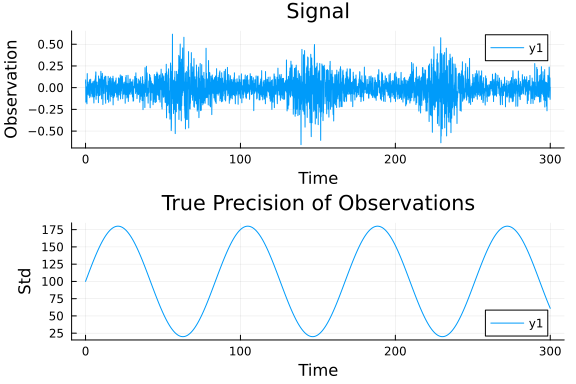 Signal
Observation
0.50
0.25
0.00
−0.25
−0.50
y1
0 100 200 300
Time
True Precision of Observations
Std
175
150
125
100
75
50
25
y1
0 100 200 300
Time